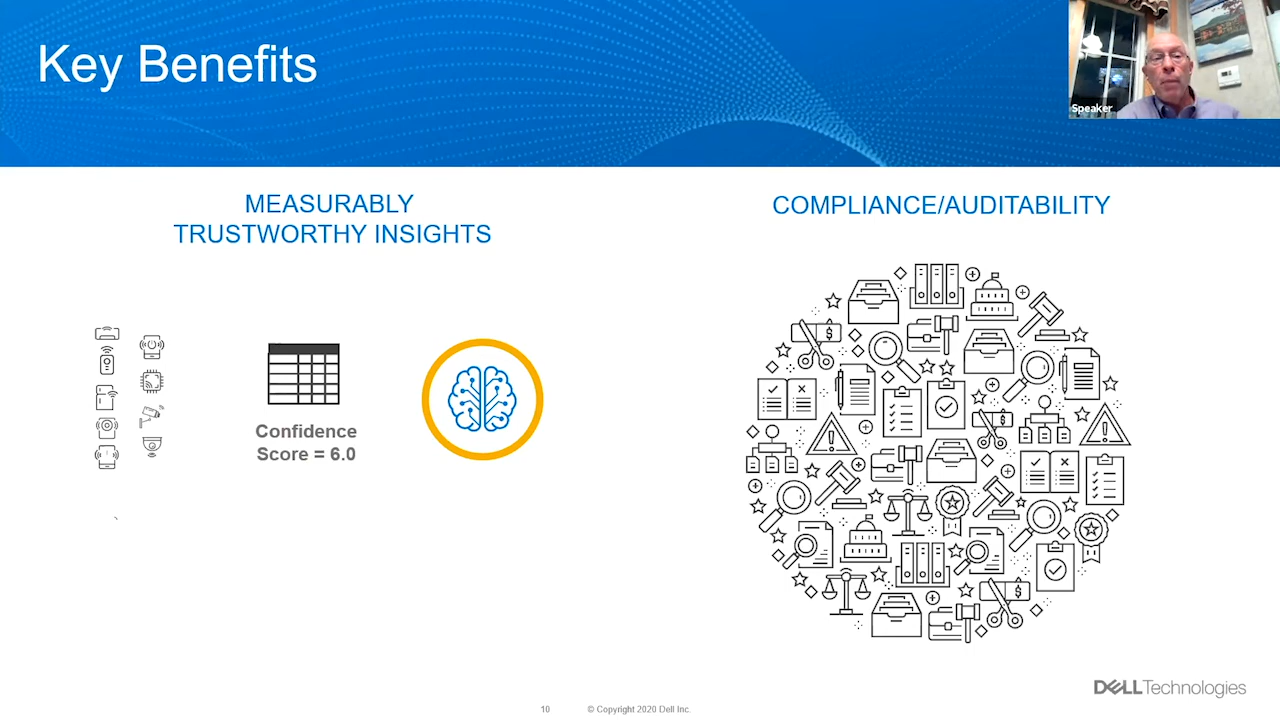 Key Benefits
Speaker
MEASURABLY
TRUSTWORTHY INSIGHTS
COMPLIANCE/AUDITABILITY
Confidence
Score = 6.0
10
© Copyright 2020 Dell Inc.
DELLTechnologies